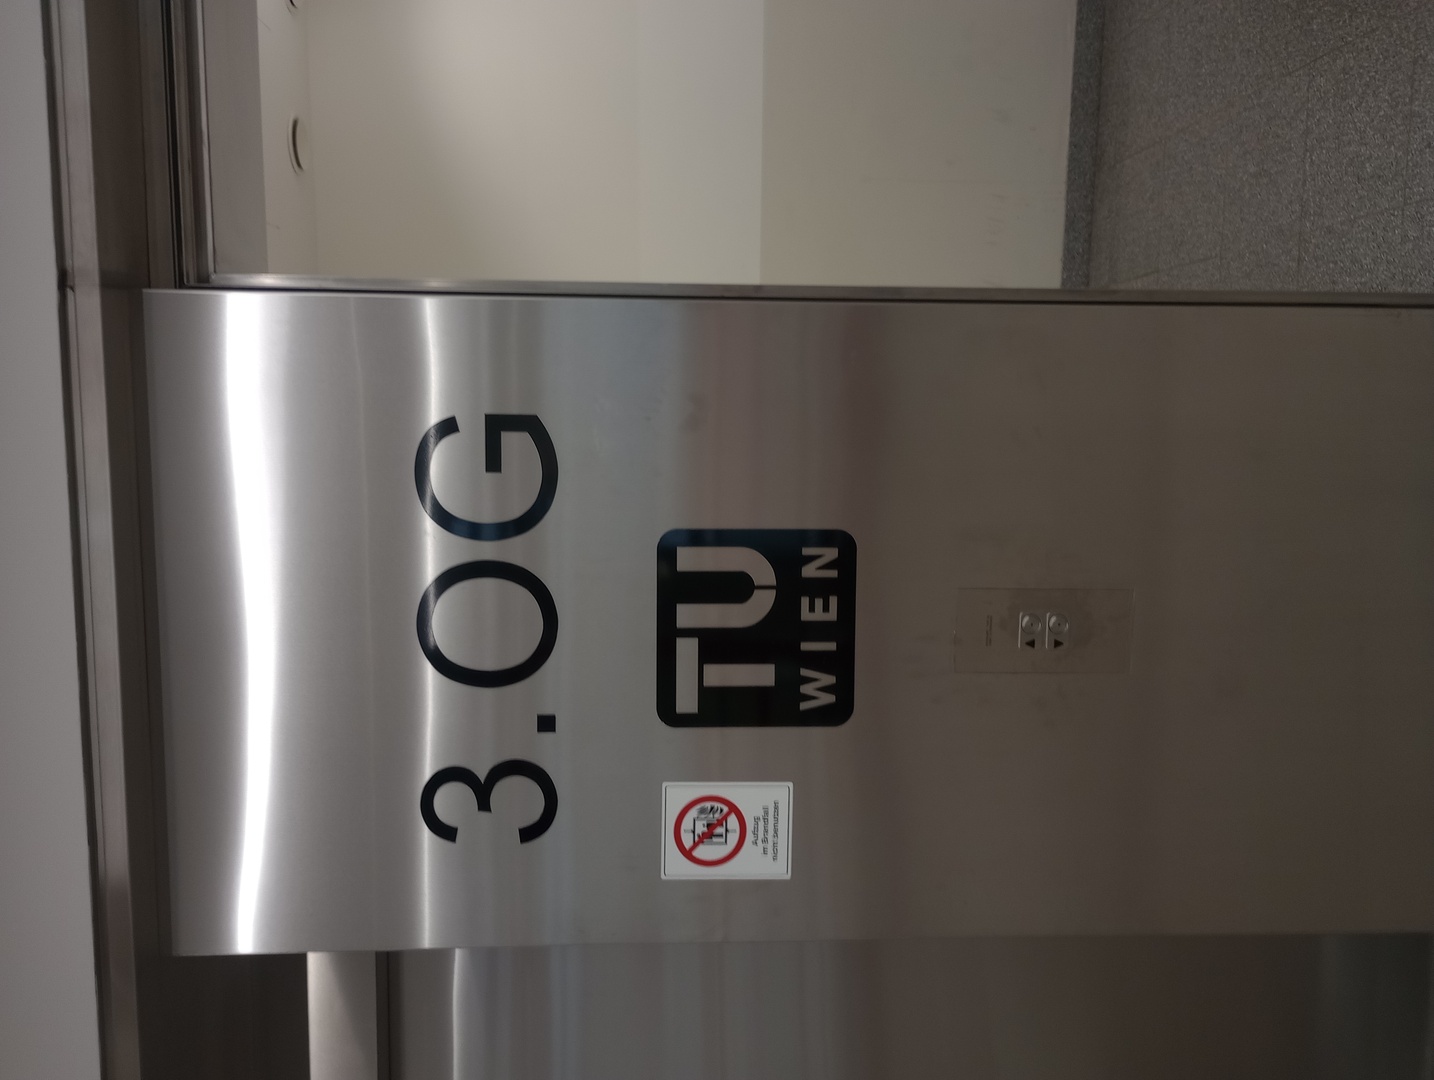 3.OG
TU
WIEN
Aufzug
im Brandfall
nicht benutzen